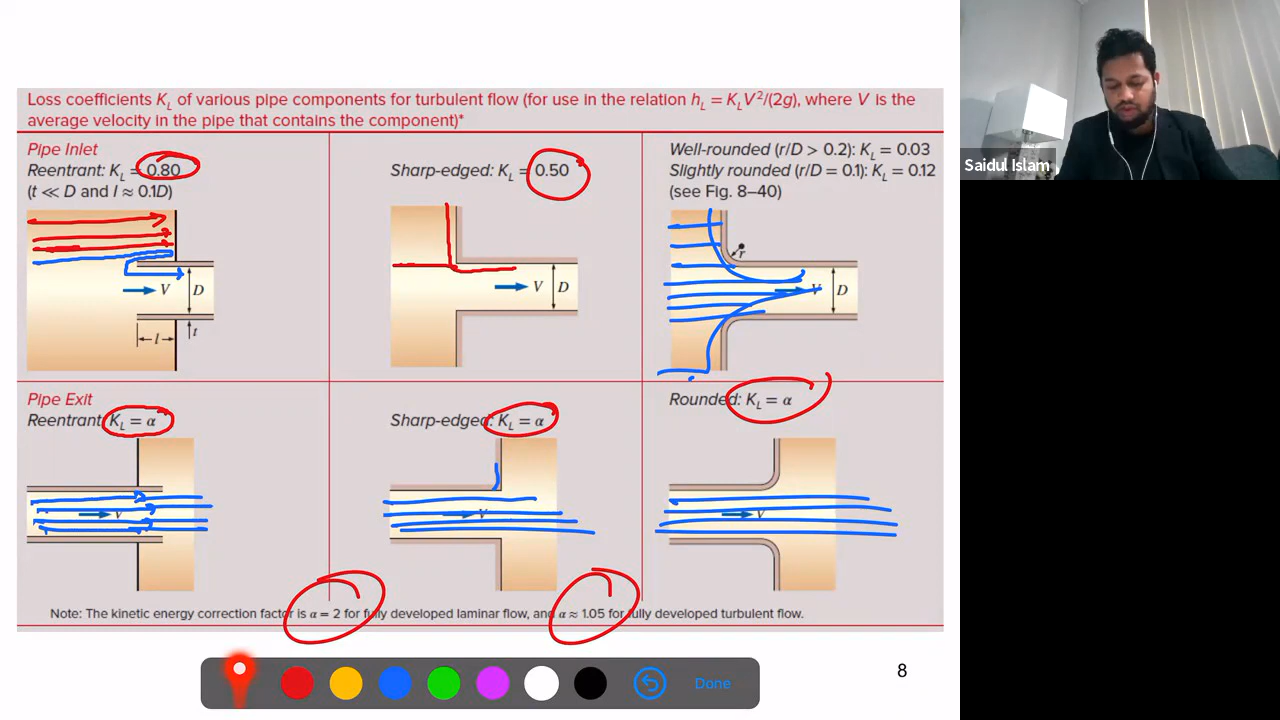 Loss coefficients K_L of various pipe components for turbulent flow (for use in the relation h_L = K_LV²/(2g), where V is the
average velocity in the pipe that contains the component)*
Pipe Inlet
Reentrant: K_L = 0.80
(t ≪ D and l ≈ 0.1D)
V
D
l
t
Sharp-edged: K_L = 0.50
V
D
Well-rounded (r/D > 0.2): K_L = 0.03
Slightly rounded (r/D = 0.1): K_L = 0.12
(see Fig. 8–40)
r
V
D
Pipe Exit
Reentrant: K_L = α
V
Sharp-edged: K_L = α
V
Rounded: K_L = α
V
Note: The kinetic energy correction factor is α = 2 for fully developed laminar flow, and α ≈ 1.05 for fully developed turbulent flow.
Done
8
Saidul Islam